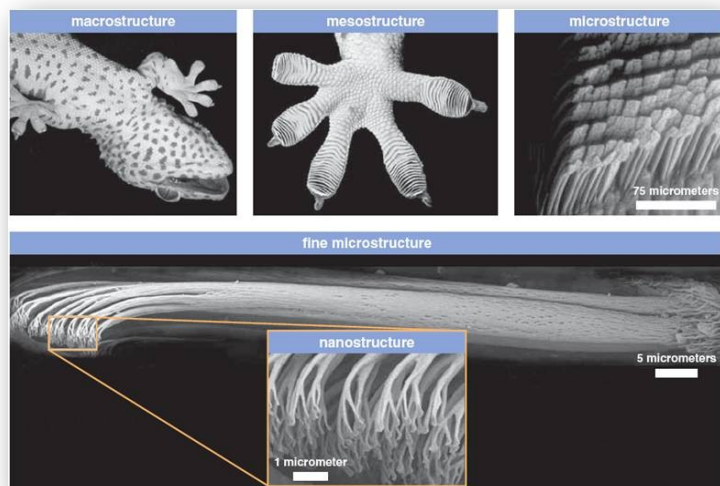 macrostructure
mesostructure
microstructure
75 micrometers
fine microstructure
5 micrometers
nanostructure
1 micrometer